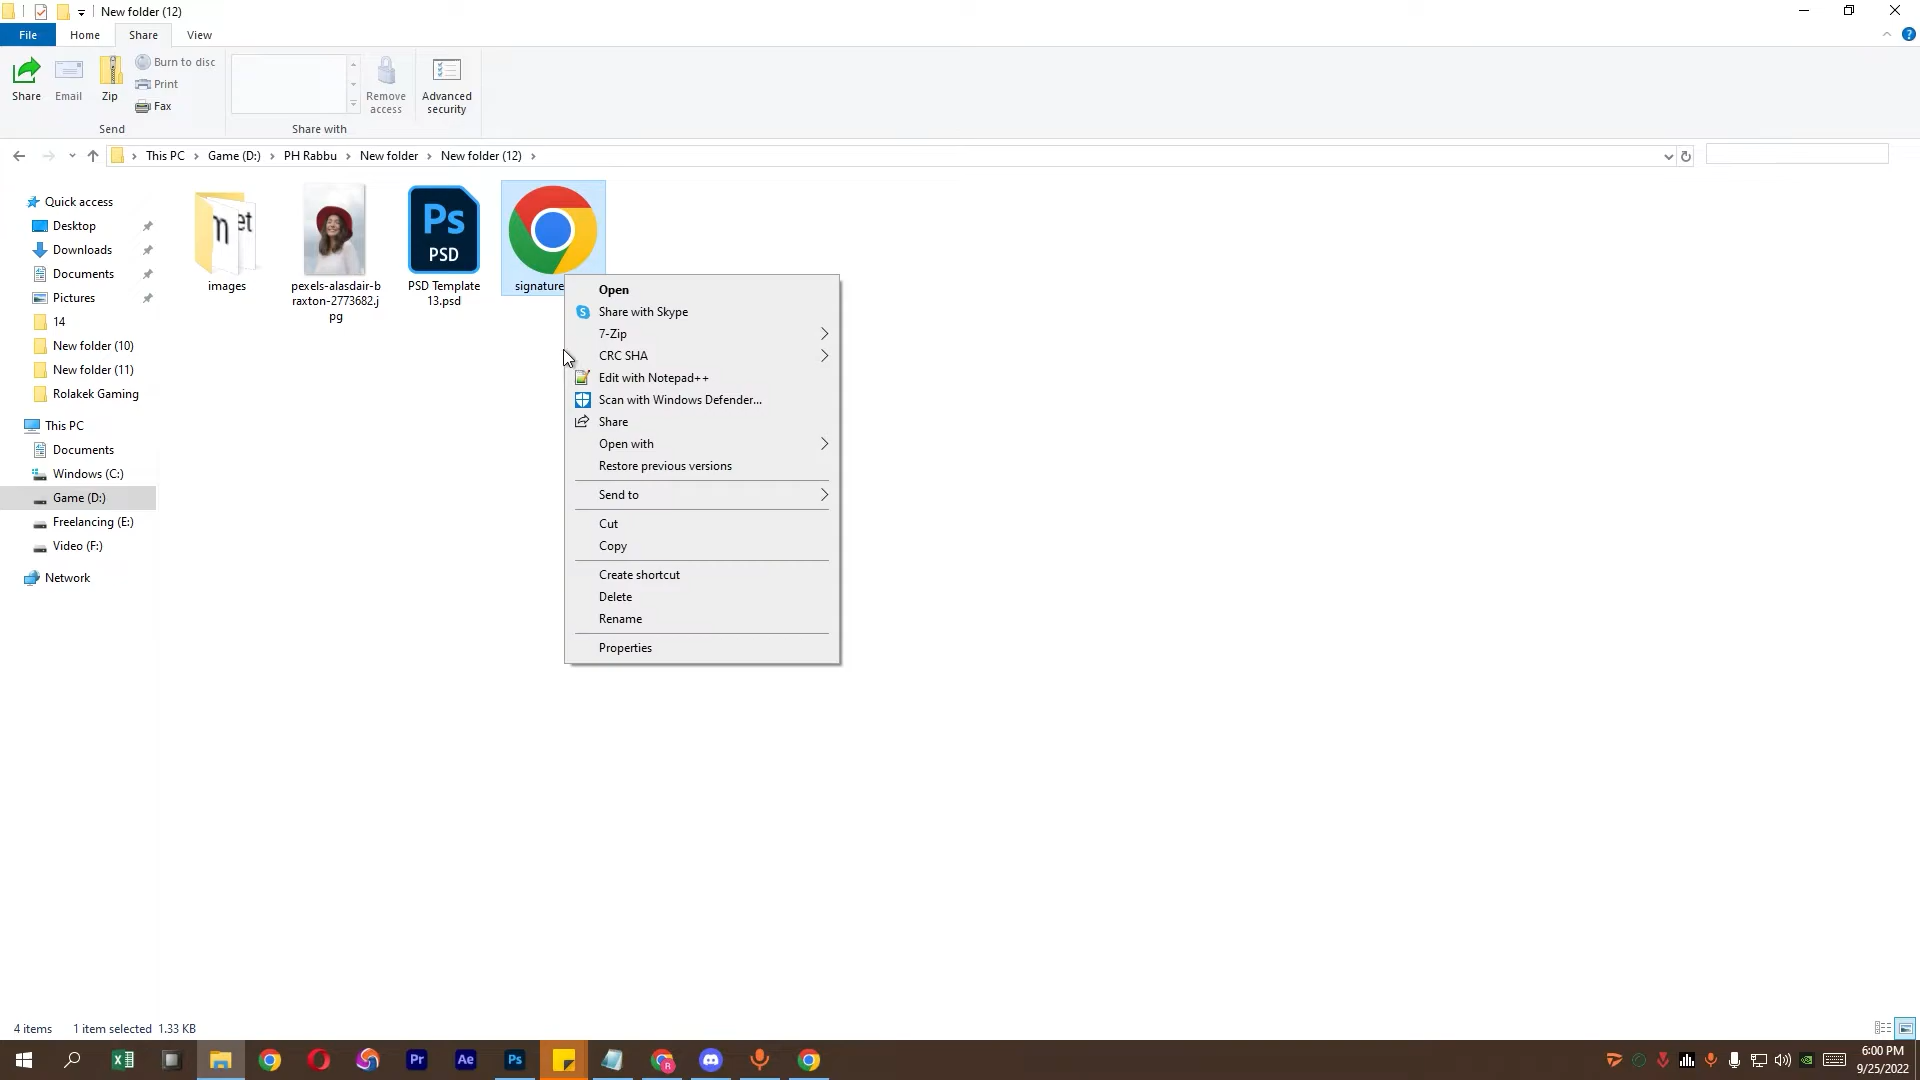 New folder (12)
File Home Share View
Share
Email
Zip
Burn to disc
Print
Fax
Send
Share with
Remove
access
Advanced
security
This PC Game (D:) PH Rabbu New folder New folder (12)
Quick access
Desktop
Downloads
Documents
Pictures
14
New folder (10)
New folder (11)
Rolakek Gaming
This PC
Documents
Windows (C:)
Game (D:)
Freelancing (E:)
Video (F:)
Network
m et
images
pexels-alasdair-b
raxton-2773682.j
pg
Ps
PSD
PSD Template
13.psd
signature
Open
S Share with Skype
7-Zip
CRC SHA
Edit with Notepad++
Scan with Windows Defender...
Share
Open with
Restore previous versions
Send to
Cut
Copy
Create shortcut
Delete
Rename
Properties
4 items 1 item selected 1.33 KB
Pr Ae Ps R
6:00 PM
9/25/2022